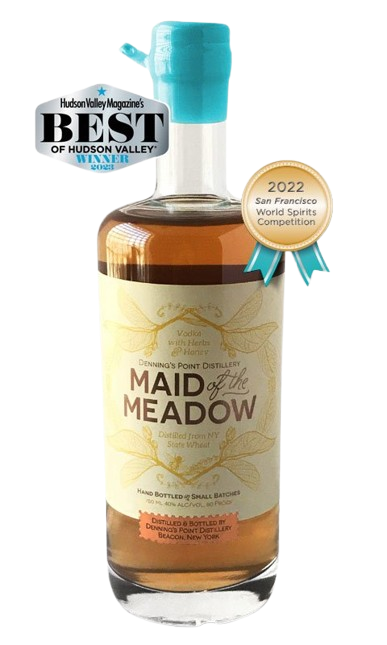 Hudson Valley Magazine's
BEST
OF HUDSON VALLEY®
WINNER
2023
2022
San Francisco
World Spirits
Competition
Vodka
with Herbs
& Honey
DENNING'S POINT DISTILLERY
MAID of the
MEADOW
Distilled from NY
State Wheat
HAND BOTTLED in SMALL BATCHES
750 ML 40% ALC/VOL, 80 PROOF
DISTILLED & BOTTLED BY
DENNING'S POINT DISTILLERY
BEACON, NEW YORK